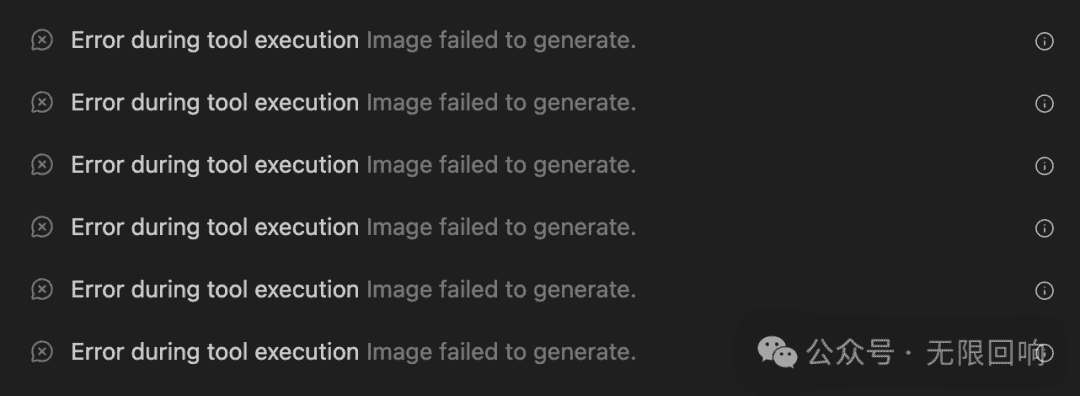 Error during tool execution Image failed to generate.
Error during tool execution Image failed to generate.
Error during tool execution Image failed to generate.
Error during tool execution Image failed to generate.
Error during tool execution Image failed to generate.
Error during tool execution Image failed to generate.
公众号 · 无限回响